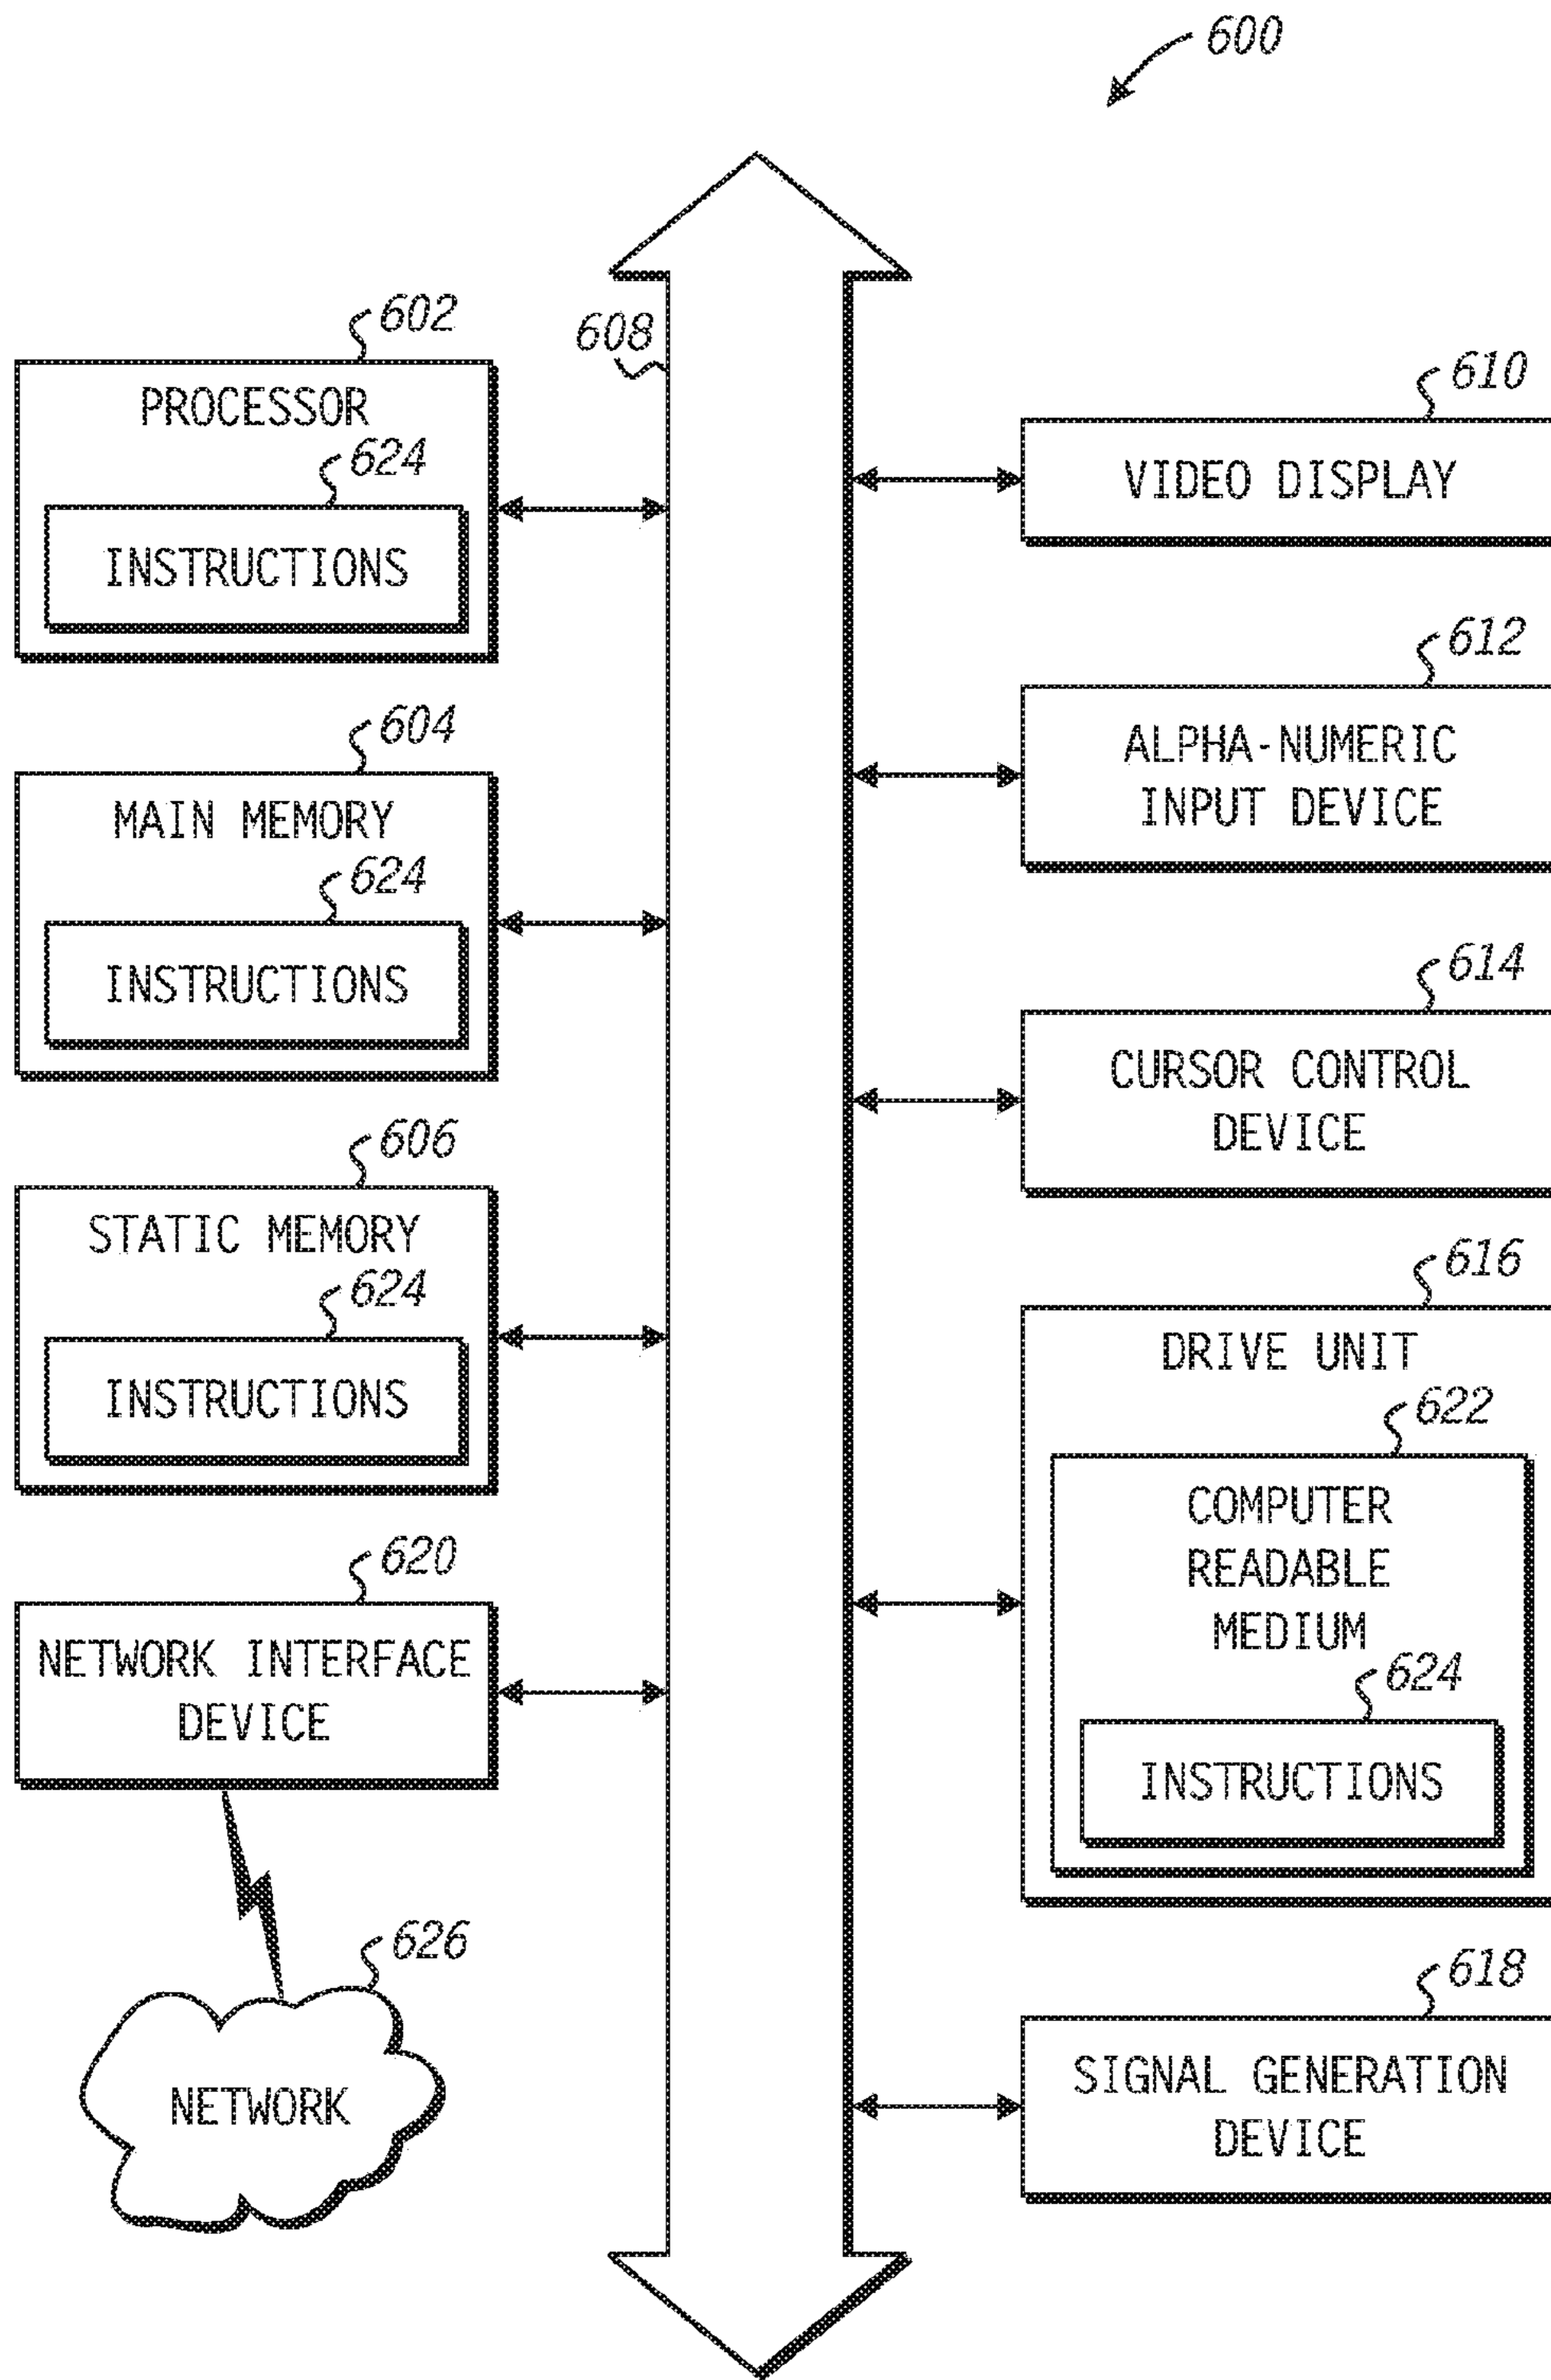 600
602
PROCESSOR
624
INSTRUCTIONS
604
MAIN MEMORY
624
INSTRUCTIONS
606
STATIC MEMORY
624
INSTRUCTIONS
620
NETWORK INTERFACE
DEVICE
626
NETWORK
608
610
VIDEO DISPLAY
612
ALPHA-NUMERIC
INPUT DEVICE
614
CURSOR CONTROL
DEVICE
616
DRIVE UNIT
622
COMPUTER
READABLE
MEDIUM
624
INSTRUCTIONS
618
SIGNAL GENERATION
DEVICE